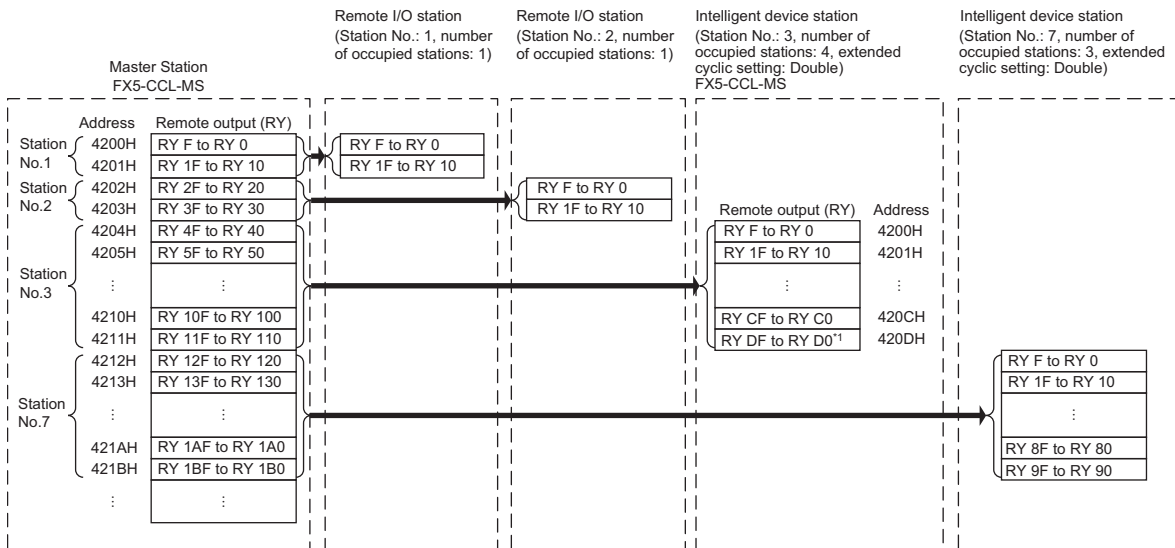 Remote I/O station
(Station No.: 1, number
of occupied stations: 1)
Remote I/O station
(Station No.: 2, number
of occupied stations: 1)
Intelligent device station
(Station No.: 3, number of
occupied stations: 4, extended
cyclic setting: Double)
FX5-CCL-MS
Intelligent device station
(Station No.: 7, number of
occupied stations: 3, extended
cyclic setting: Double)
Master Station
FX5-CCL-MS
Address
Remote output (RY)
Station
No.1
4200H
RY F to RY 0
4201H
RY 1F to RY 10
Station
No.2
4202H
RY 2F to RY 20
4203H
RY 3F to RY 30
Station
No.3
4204H
RY 4F to RY 40
4205H
RY 5F to RY 50
⋮
⋮
4210H
RY 10F to RY 100
4211H
RY 11F to RY 110
Station
No.7
4212H
RY 12F to RY 120
4213H
RY 13F to RY 130
⋮
⋮
421AH
RY 1AF to RY 1A0
421BH
RY 1BF to RY 1B0
⋮
⋮
RY F to RY 0
RY 1F to RY 10
RY F to RY 0
RY 1F to RY 10
Remote output (RY)
Address
RY F to RY 0
4200H
RY 1F to RY 10
4201H
⋮
⋮
RY CF to RY C0
420CH
RY DF to RY D0*1
420DH
RY F to RY 0
RY 1F to RY 10
⋮
RY 8F to RY 80
RY 9F to RY 90